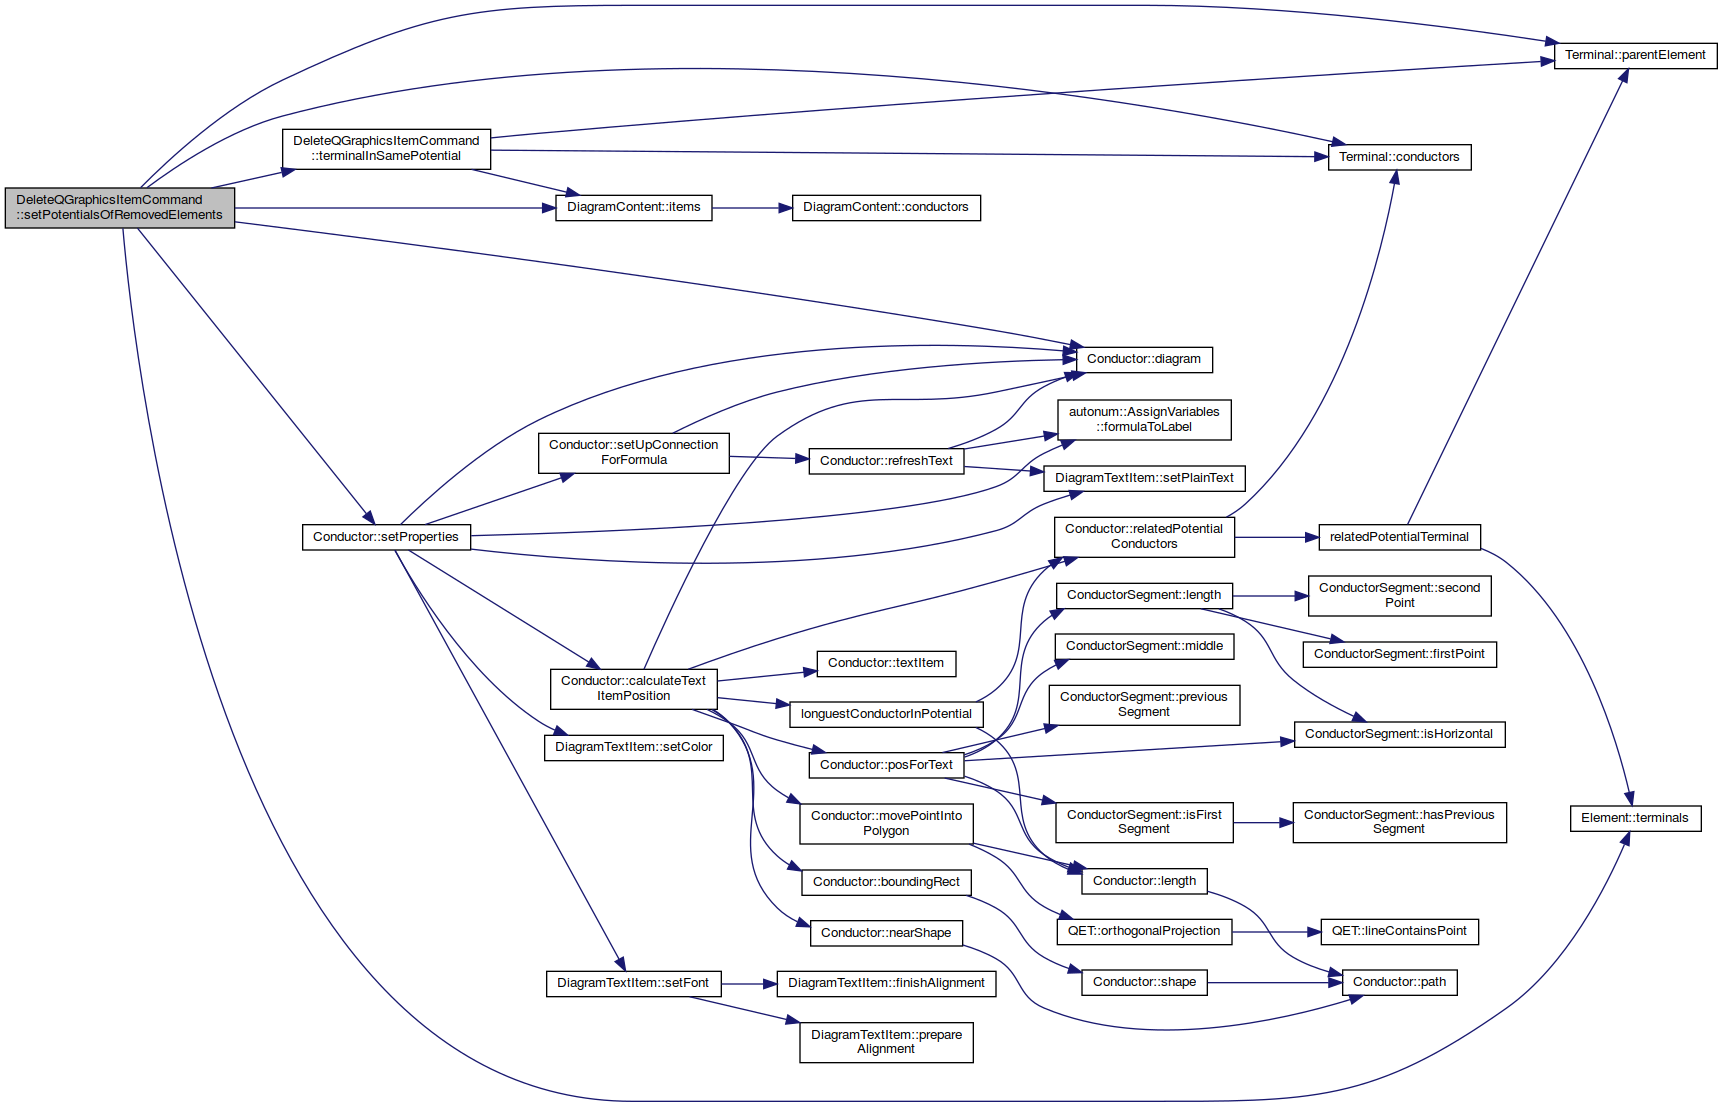 DeleteQGraphicsItemCommand
::setPotentialsOfRemovedElements
DeleteQGraphicsItemCommand
::terminalInSamePotential
Terminal::parentElement
Terminal::conductors
DiagramContent::items
DiagramContent::conductors
Conductor::diagram
autonum::AssignVariables
::formulaToLabel
Conductor::setUpConnection
ForFormula
Conductor::refreshText
DiagramTextItem::setPlainText
Conductor::setProperties
Conductor::relatedPotential
Conductors
relatedPotentialTerminal
ConductorSegment::length
ConductorSegment::second
Point
ConductorSegment::middle
ConductorSegment::firstPoint
Conductor::calculateText
ItemPosition
Conductor::textItem
longuestConductorInPotential
ConductorSegment::previous
Segment
ConductorSegment::isHorizontal
DiagramTextItem::setColor
Conductor::posForText
Conductor::movePointInto
Polygon
ConductorSegment::isFirst
Segment
ConductorSegment::hasPrevious
Segment
Element::terminals
Conductor::boundingRect
Conductor::length
Conductor::nearShape
QET::orthogonalProjection
QET::lineContainsPoint
DiagramTextItem::setFont
DiagramTextItem::finishAlignment
Conductor::shape
Conductor::path
DiagramTextItem::prepare
Alignment